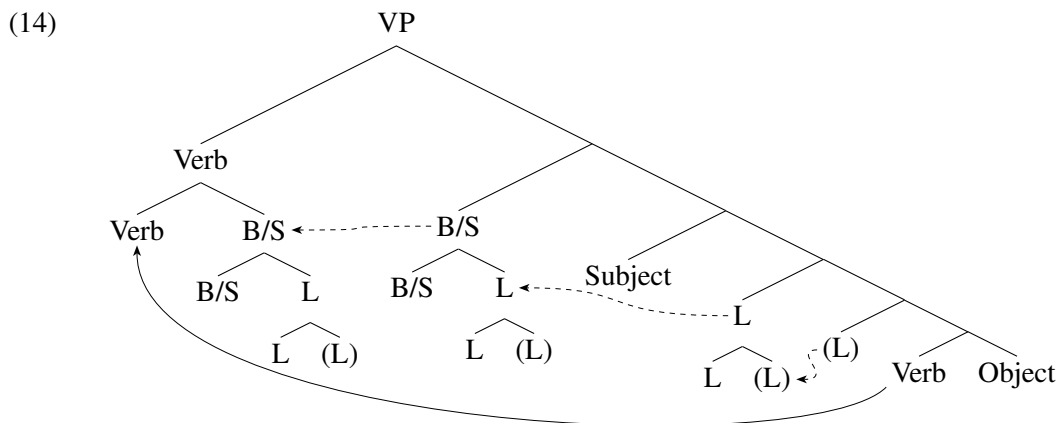 (14)
VP
Verb
Verb B/S B/S
B/S L B/S L Subject
L
L (L) L (L) L (L) (L) Verb Object